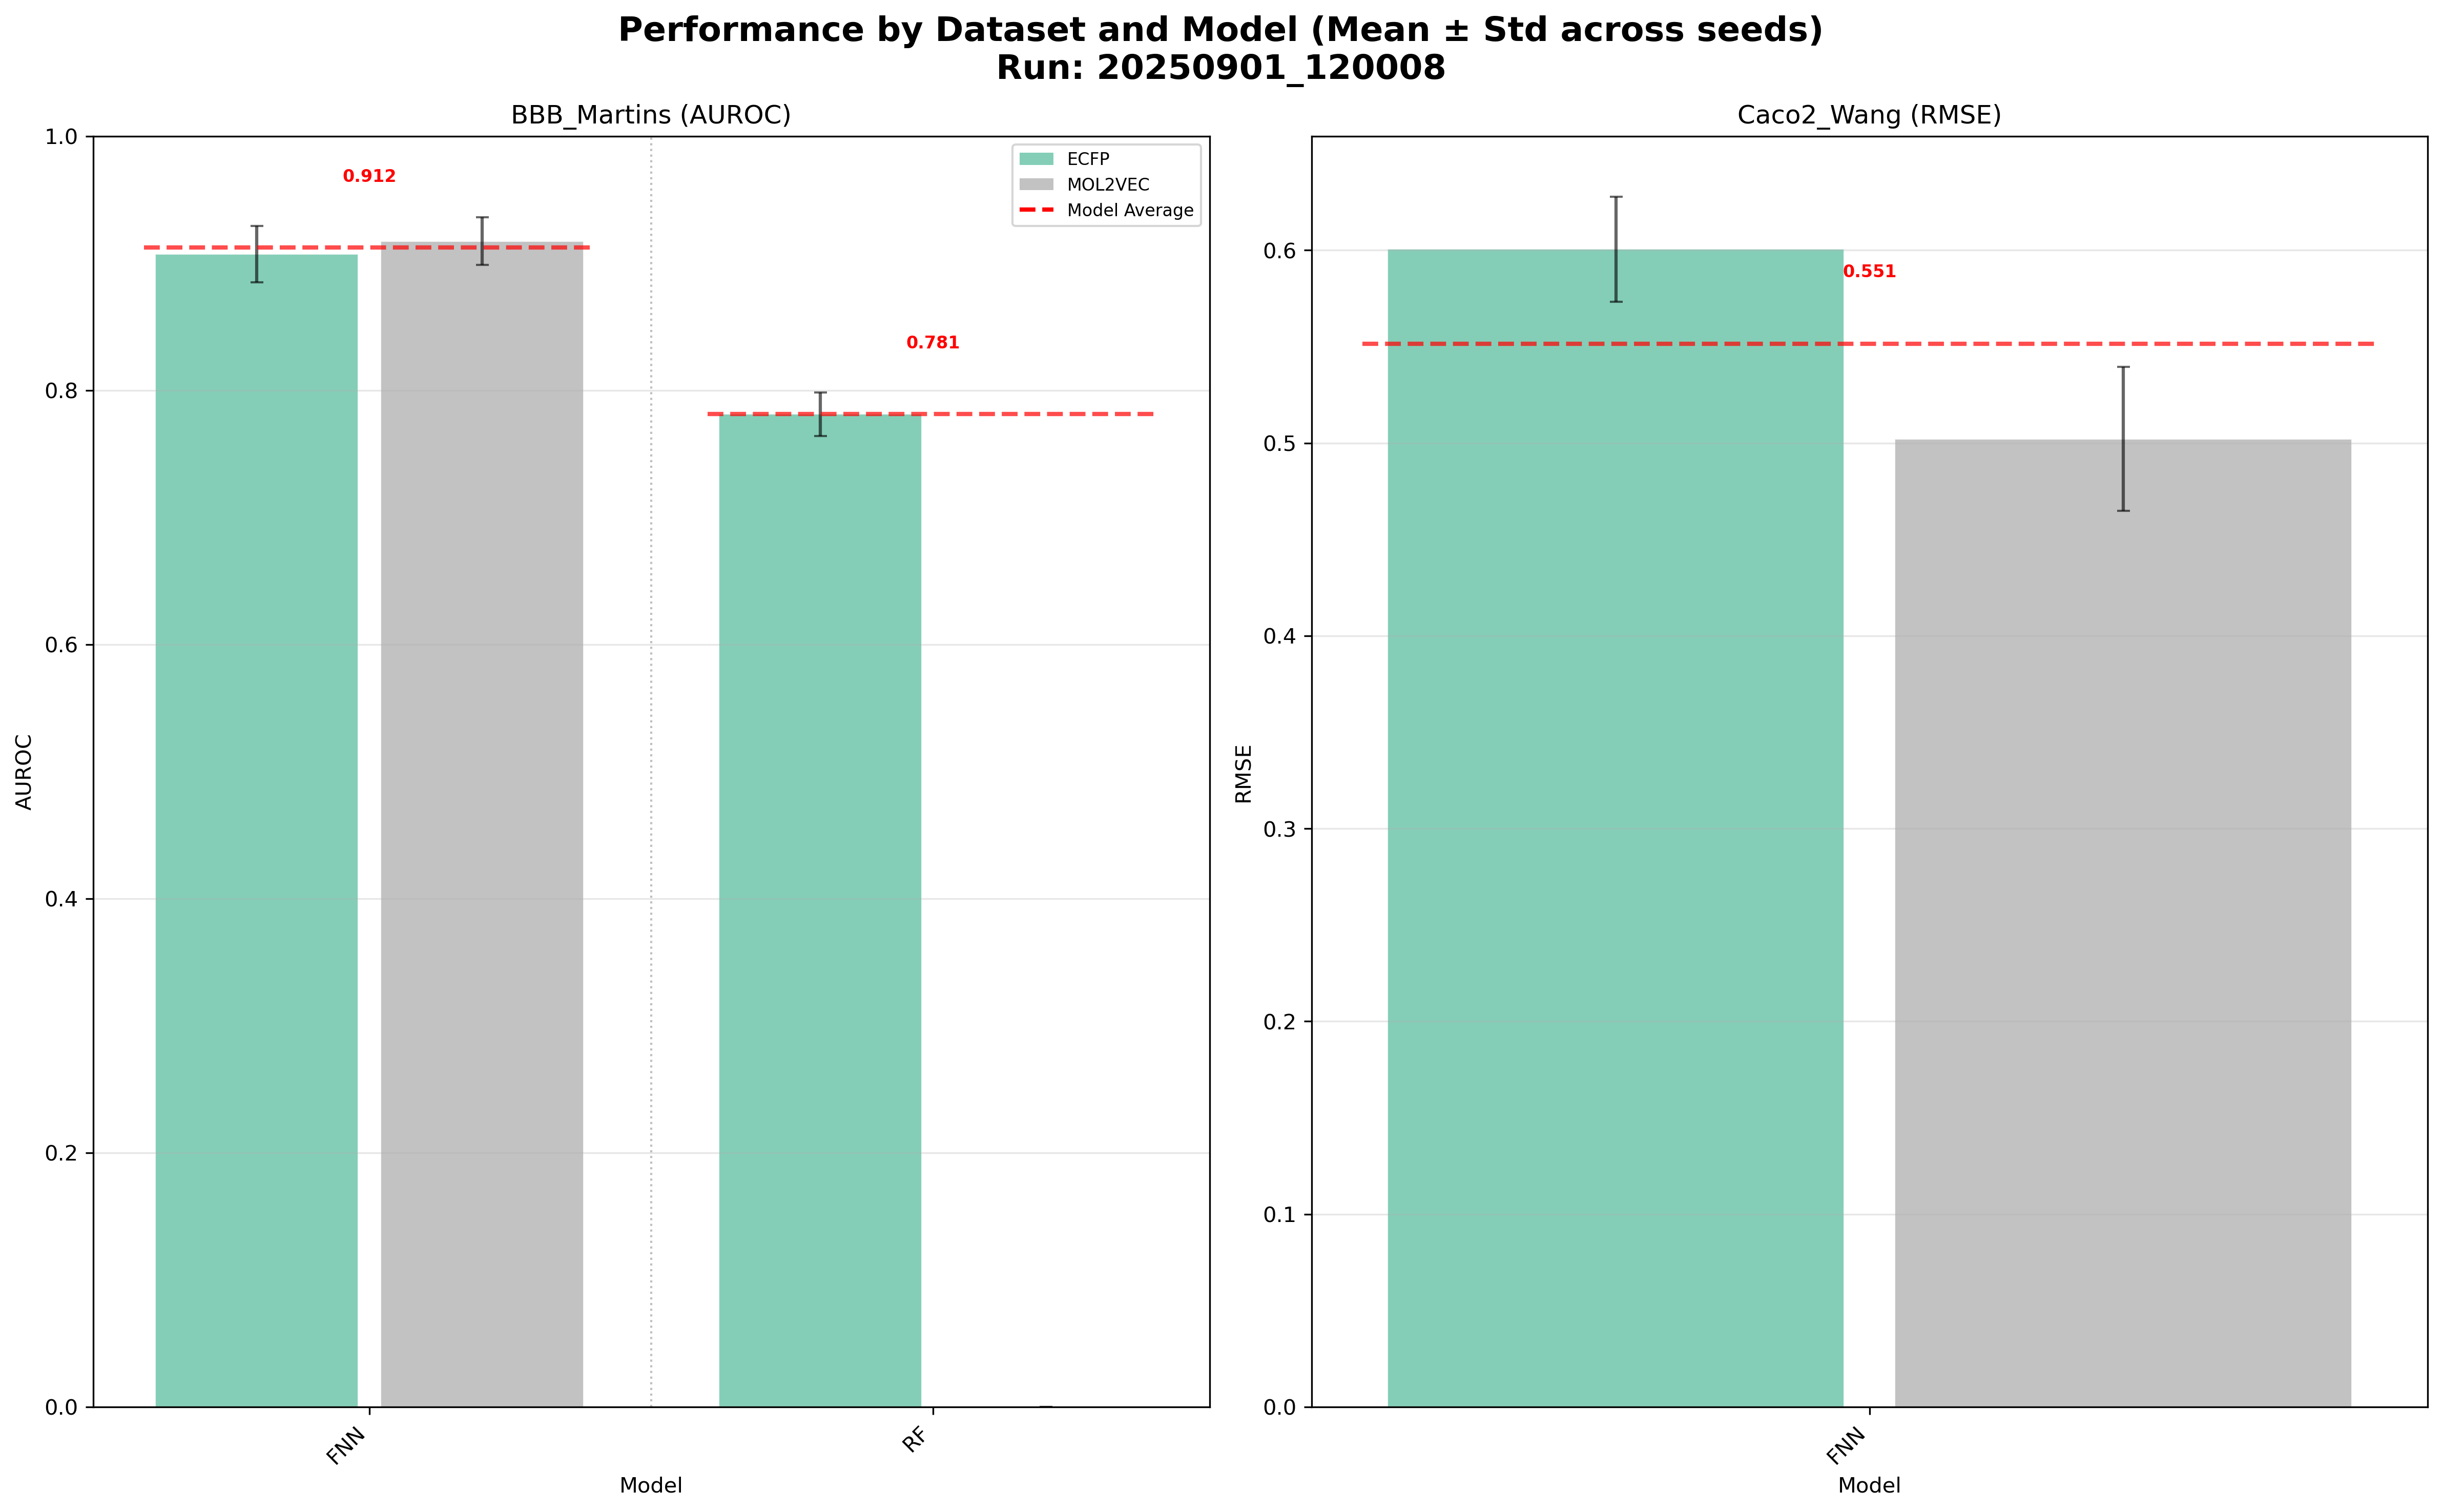 Performance by Dataset and Model (Mean ± Std across seeds)
Run: 20250901_120008
BBB_Martins (AUROC)
1.0
0.8
0.6
0.4
0.2
0.0
AUROC
0.912
0.781
ECFP
MOL2VEC
Model Average
FNN
RF
Model
Caco2_Wang (RMSE)
0.6
0.5
0.4
0.3
0.2
0.1
0.0
RMSE
0.551
FNN
Model